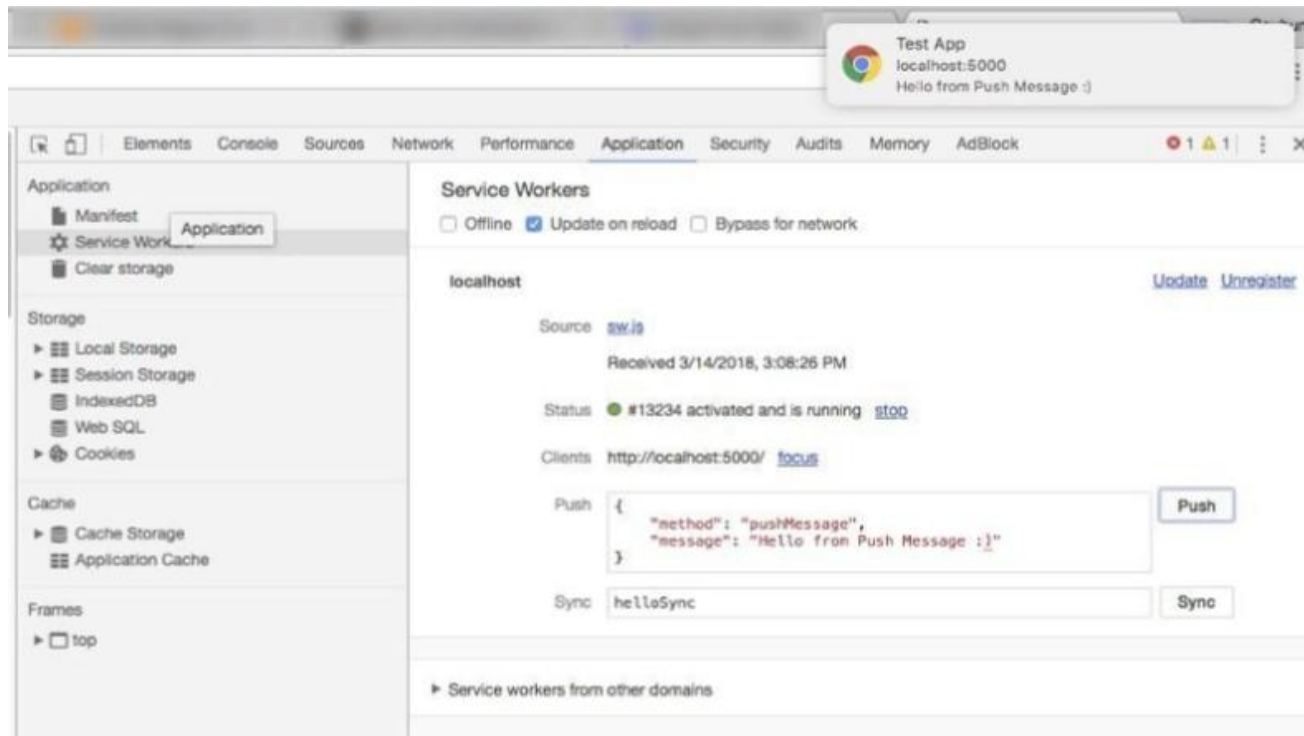 Test App
localhost:5000
Hello from Push Message :)
Elements Console Sources Network Performance Application Security Audits Memory AdBlock 1 1
Application
Manifest
Service Workers
Application
Clear storage
Storage
Local Storage
Session Storage
IndexedDB
Web SQL
Cookies
Cache
Cache Storage
Application Cache
Frames
top
Service Workers
Offline Update on reload Bypass for network
localhost Update Unregister
Source sw.js
Received 3/14/2018, 3:08:26 PM
Status #13234 activated and is running stop
Clients http://localhost:5000/ focus
Push {
"method": "pushMessage",
"message": "Hello from Push Message :)"
}
Push
Sync helloSync Sync
Service workers from other domains